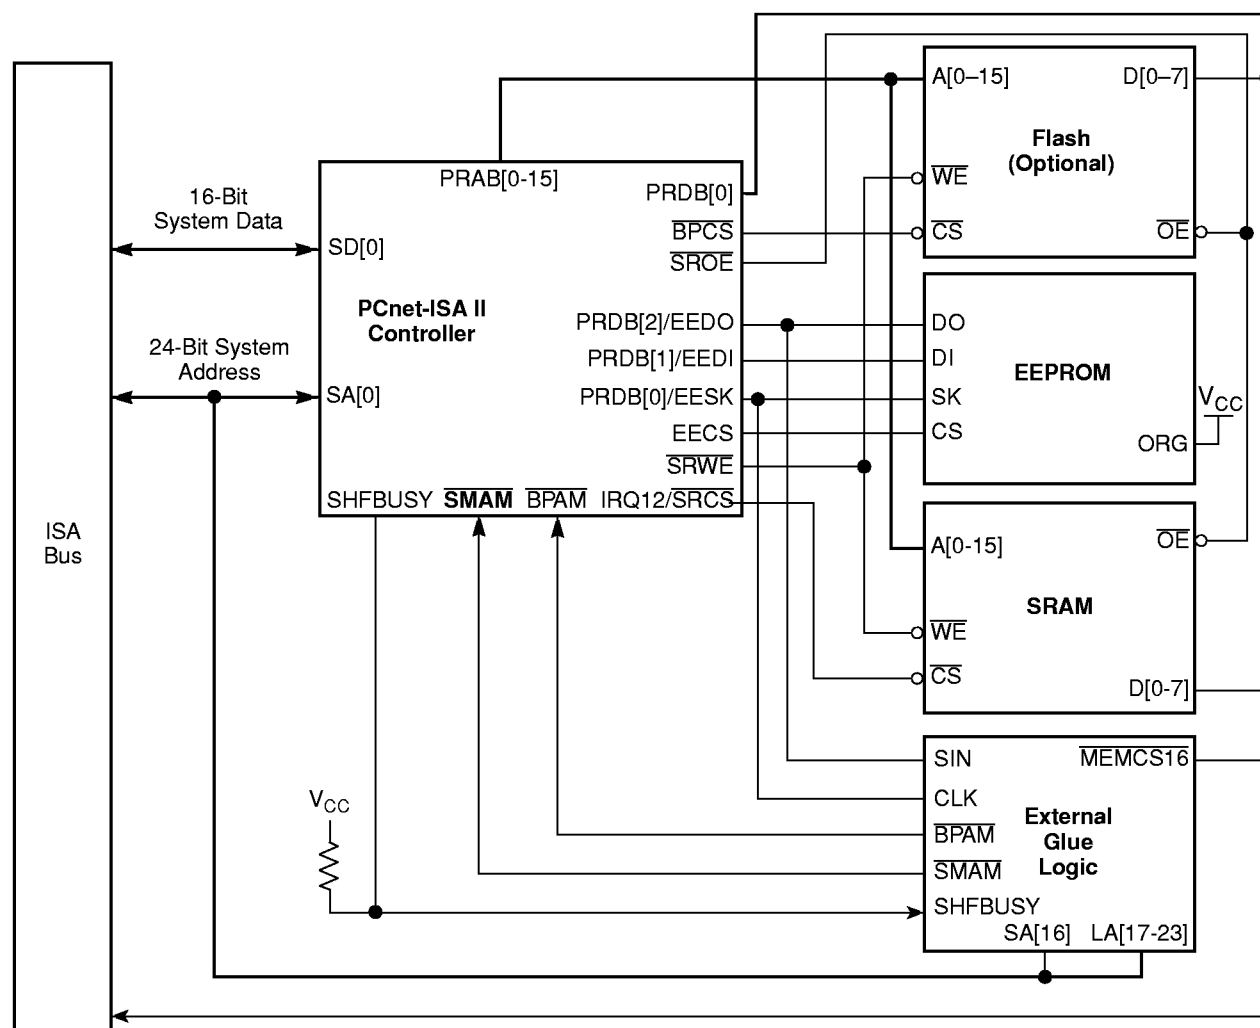 ISA
Bus
16-Bit
System Data
24-Bit System
Address
PRAB[0-15]
PRDB[0]
BPCS
SROE
SD[0]
PCnet-ISA II
Controller
SA[0]
PRDB[2]/EEDO
PRDB[1]/EEDI
PRDB[0]/EESK
EECS
SRWE
SHFBUSY SMAM BPAM IRQ12/SRCS
A[0–15] D[0–7]
Flash
(Optional)
WE
CS OE
DO
DI
EEPROM
SK
CS
ORG
VCC
A[0-15] OE
SRAM
WE
CS
D[0-7]
SIN MEMCS16
CLK
External
Glue
Logic
BPAM
SMAM
SHFBUSY
SA[16] LA[17-23]
VCC